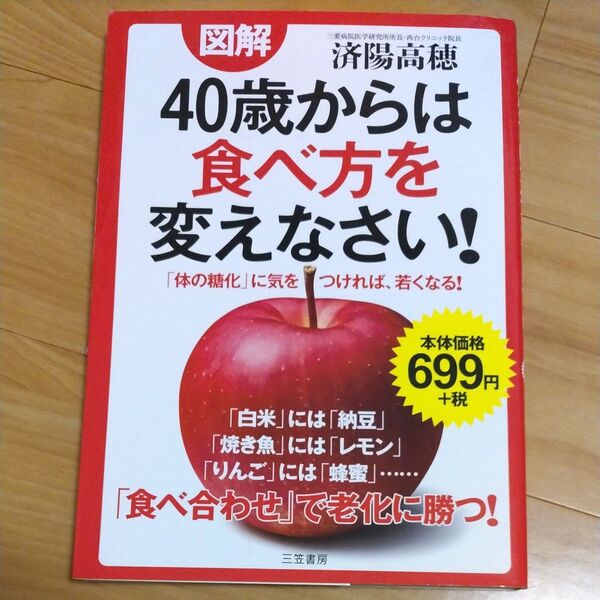 図解
三愛病院医学研究所所長・西台クリニック院長
済陽高穂
40歳からは
食べ方を
変えなさい!
「体の糖化」に気をつければ、若くなる!
本体価格
699円
+税
「白米」には「納豆」
「焼き魚」には「レモン」
「りんご」には「蜂蜜」……
「食べ合わせ」で老化に勝つ!
三笠書房